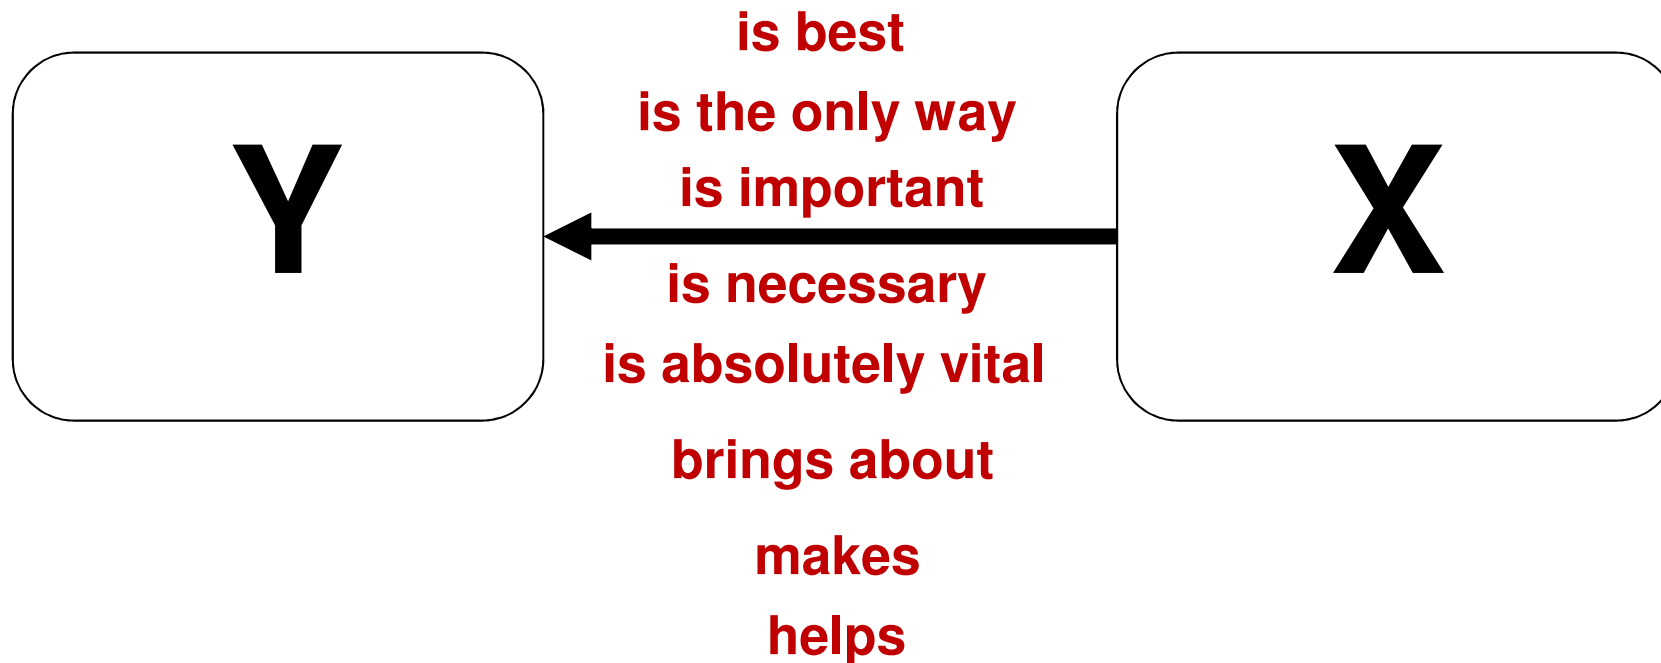 is best
is the only way
is important
Y
X
is necessary
is absolutely vital
brings about
makes
helps